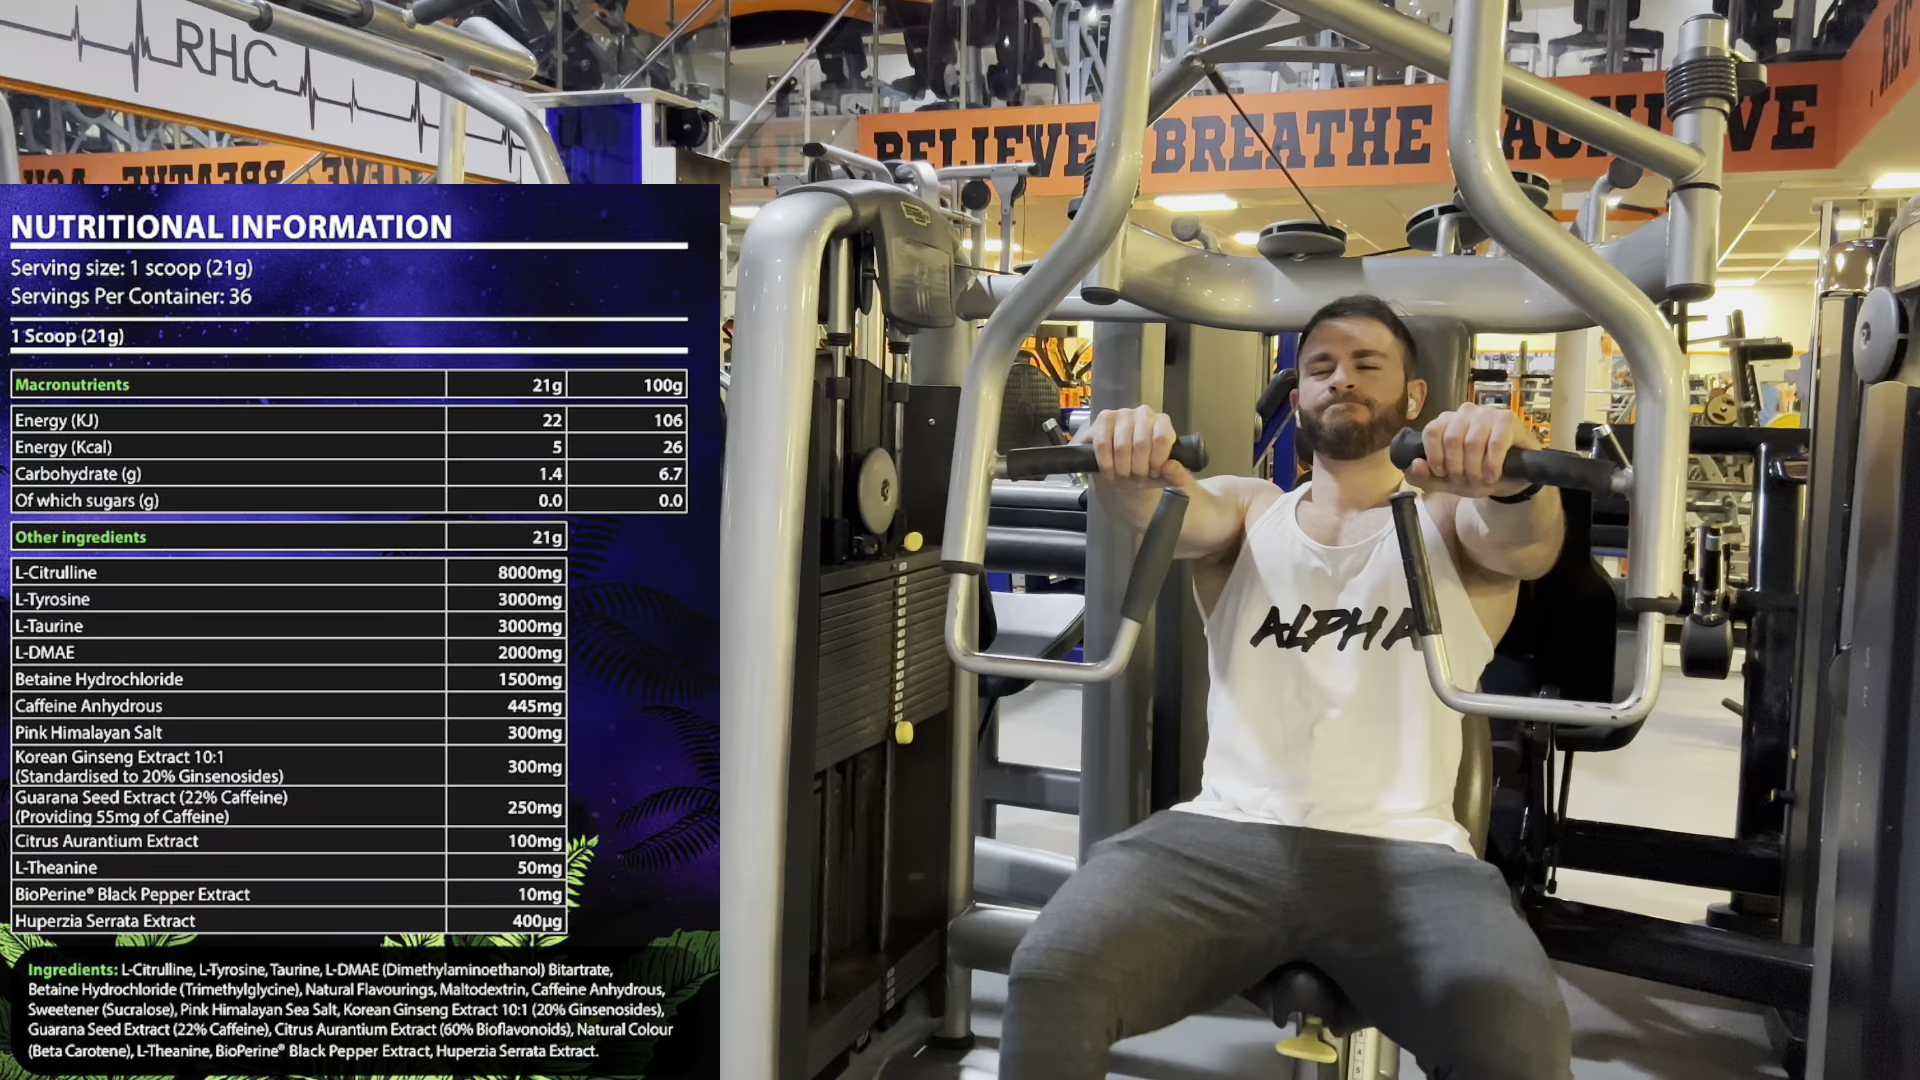 RHC
BELIEVE BREATHE ACHIEVE
NUTRITIONAL INFORMATION
Serving size: 1 scoop (21g)
Servings Per Container: 36
1 Scoop (21g)
Macronutrients 21g 100g
Energy (KJ) 22 106
Energy (Kcal) 5 26
Carbohydrate (g) 1.4 6.7
Of which sugars (g) 0.0 0.0
Other ingredients 21g
L-Citrulline 8000mg
L-Tyrosine 3000mg
L-Taurine 3000mg
L-DMAE 2000mg
Betaine Hydrochloride 1500mg
Caffeine Anhydrous 445mg
Pink Himalayan Salt 300mg
Korean Ginseng Extract 10:1
(Standardised to 20% Ginsenosides) 300mg
Guarana Seed Extract (22% Caffeine)
(Providing 55mg of Caffeine) 250mg
Citrus Aurantium Extract 100mg
L-Theanine 50mg
BioPerine® Black Pepper Extract 10mg
Huperzia Serrata Extract 400µg
Ingredients: L-Citrulline, L-Tyrosine, Taurine, L-DMAE (Dimethylaminoethanol) Bitartrate,
Betaine Hydrochloride (Trimethylglycine), Natural Flavourings, Maltodextrin, Caffeine Anhydrous,
Sweetener (Sucralose), Pink Himalayan Sea Salt, Korean Ginseng Extract 10:1 (20% Ginsenosides),
Guarana Seed Extract (22% Caffeine), Citrus Aurantium Extract (60% Bioflavonoids), Natural Colour
(Beta Carotene), L-Theanine, BioPerine® Black Pepper Extract, Huperzia Serrata Extract.
ALPHA